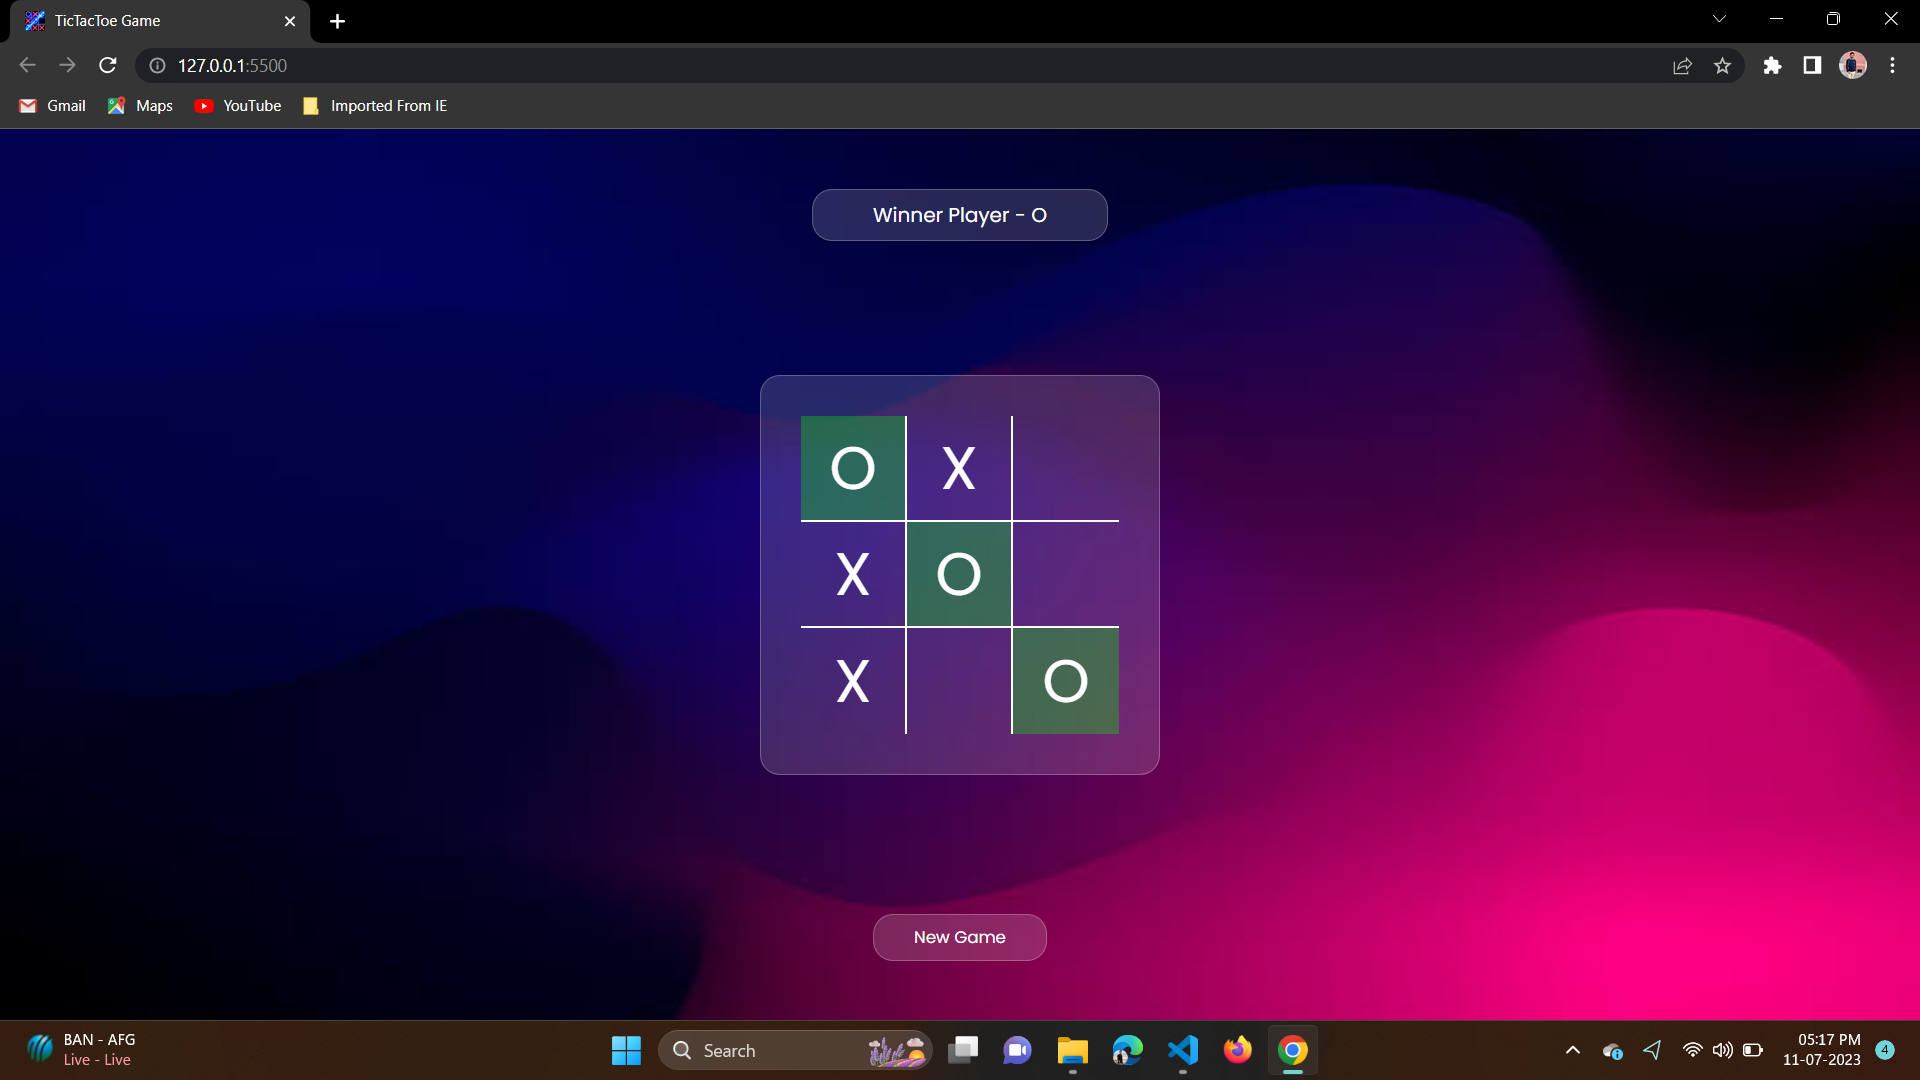 TicTacToe Game
127.0.0.1:5500
Gmail Maps YouTube Imported From IE
Winner Player - O
O X
X O
X O
New Game
BAN - AFG
Live - Live
Search
05:17 PM
11-07-2023
4